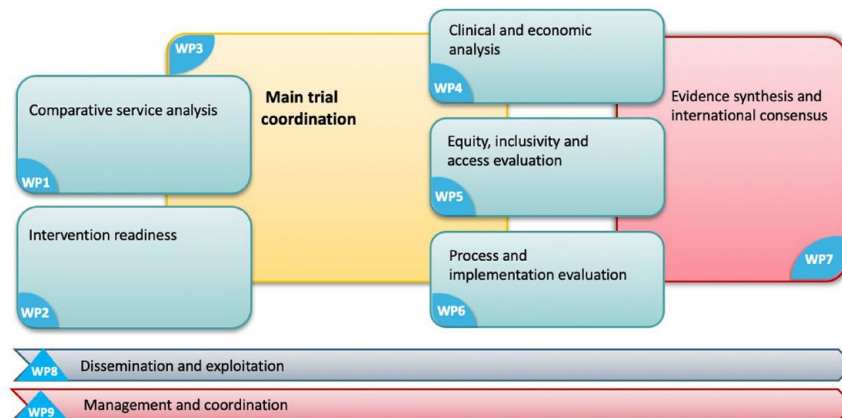 WP3
Main trial
coordination
Comparative service analysis
WP1
Intervention readiness
WP2
Clinical and economic
analysis
WP4
Equity, inclusivity and
access evaluation
WP5
Process and
implementation evaluation
WP6
Evidence synthesis and
international consensus
WP7
WP8
Dissemination and exploitation
WP9
Management and coordination